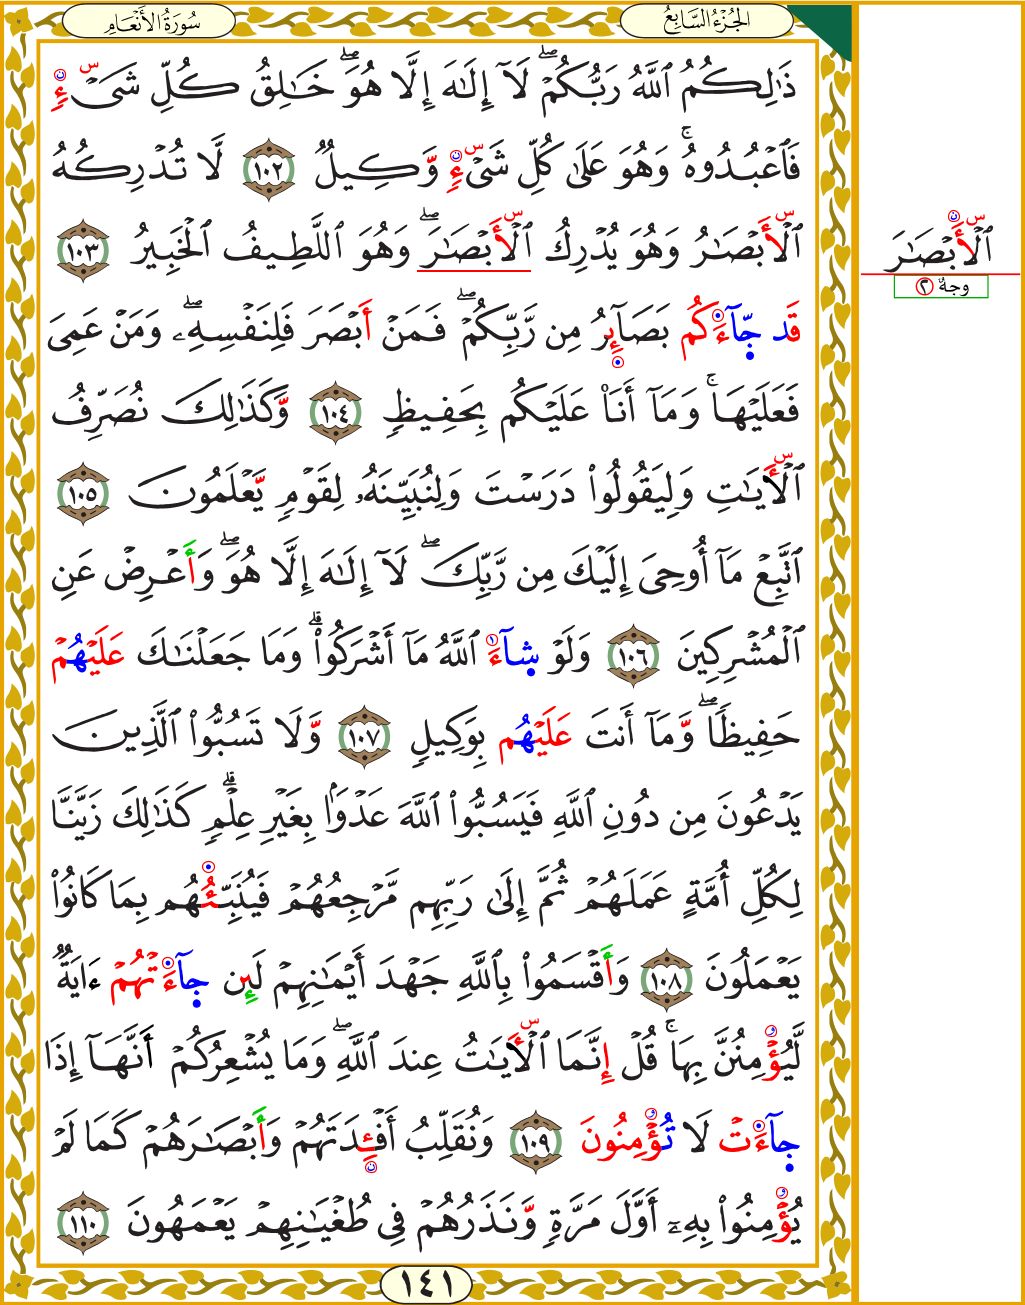 الجُزْءُ السَّابِعُ
سُورَةُ الأَنْعَامِ
ذَٰلِكُمُ ٱللَّهُ رَبُّكُمْۖ لَآ إِلَٰهَ إِلَّا هُوَۖ خَٰلِقُ كُلِّ شَىْءٍ
فَٱعْبُدُوهُۚ وَهُوَ عَلَىٰ كُلِّ شَىْءٍ وَكِيلٌ ١٠٢ لَّا تُدْرِكُهُ
ٱلْأَبْصَٰرُ وَهُوَ يُدْرِكُ ٱلْأَبْصَٰرَۖ وَهُوَ ٱللَّطِيفُ ٱلْخَبِيرُ ١٠٣
قَد جَّآءَكُم بَصَآئِرُ مِن رَّبِّكُمْۖ فَمَنْ أَبْصَرَ فَلِنَفْسِهِۦۖ وَمَنْ عَمِىَ
فَعَلَيْهَاۚ وَمَآ أَنَا۠ عَلَيْكُم بِحَفِيظٍ ١٠٤ وَكَذَٰلِكَ نُصَرِّفُ
ٱلْأَيَٰتِ وَلِيَقُولُوا۟ دَرَسْتَ وَلِنُبَيِّنَهُۥ لِقَوْمٍ يَعْلَمُونَ ١٠٥
ٱتَّبِعْ مَآ أُوحِىَ إِلَيْكَ مِن رَّبِّكَۖ لَآ إِلَٰهَ إِلَّا هُوَۖ وَأَعْرِضْ عَنِ
ٱلْمُشْرِكِينَ ١٠٦ وَلَوْ شَآءَ ٱللَّهُ مَآ أَشْرَكُوا۟ۗ وَمَا جَعَلْنَٰكَ عَلَيْهُمْ
حَفِيظًاۖ وَمَآ أَنتَ عَلَيْهُم بِوَكِيلٍ ١٠٧ وَلَا تَسُبُّوا۟ ٱلَّذِينَ
يَدْعُونَ مِن دُونِ ٱللَّهِ فَيَسُبُّوا۟ ٱللَّهَ عَدْوًۢا بِغَيْرِ عِلْمٍۗ كَذَٰلِكَ زَيَّنَّا
لِكُلِّ أُمَّةٍ عَمَلَهُمْ ثُمَّ إِلَىٰ رَبِّهِم مَّرْجِعُهُمْ فَيُنَبِّئُهُم بِمَا كَانُوا۟
يَعْمَلُونَ ١٠٨ وَأَقْسَمُوا۟ بِٱللَّهِ جَهْدَ أَيْمَٰنِهِمْ لَئِن جَآءَتْهُمْ ءَايَةٌ
لَّيُؤْمِنُنَّ بِهَاۚ قُلْ إِنَّمَا ٱلْأَيَٰتُ عِندَ ٱللَّهِۖ وَمَا يُشْعِرُكُمْ أَنَّهَآ إِذَا
جَآءَتْ لَا تُؤْمِنُونَ ١٠٩ وَنُقَلِّبُ أَفْـِٔدَتَهُمْ وَأَبْصَٰرَهُمْ كَمَا لَمْ
يُؤْمِنُوا۟ بِهِۦٓ أَوَّلَ مَرَّةٍ وَنَذَرُهُمْ فِى طُغْيَٰنِهِمْ يَعْمَهُونَ ١١٠
١٤١
ٱلْأَبْصَٰرَ
وجهٌ ٢